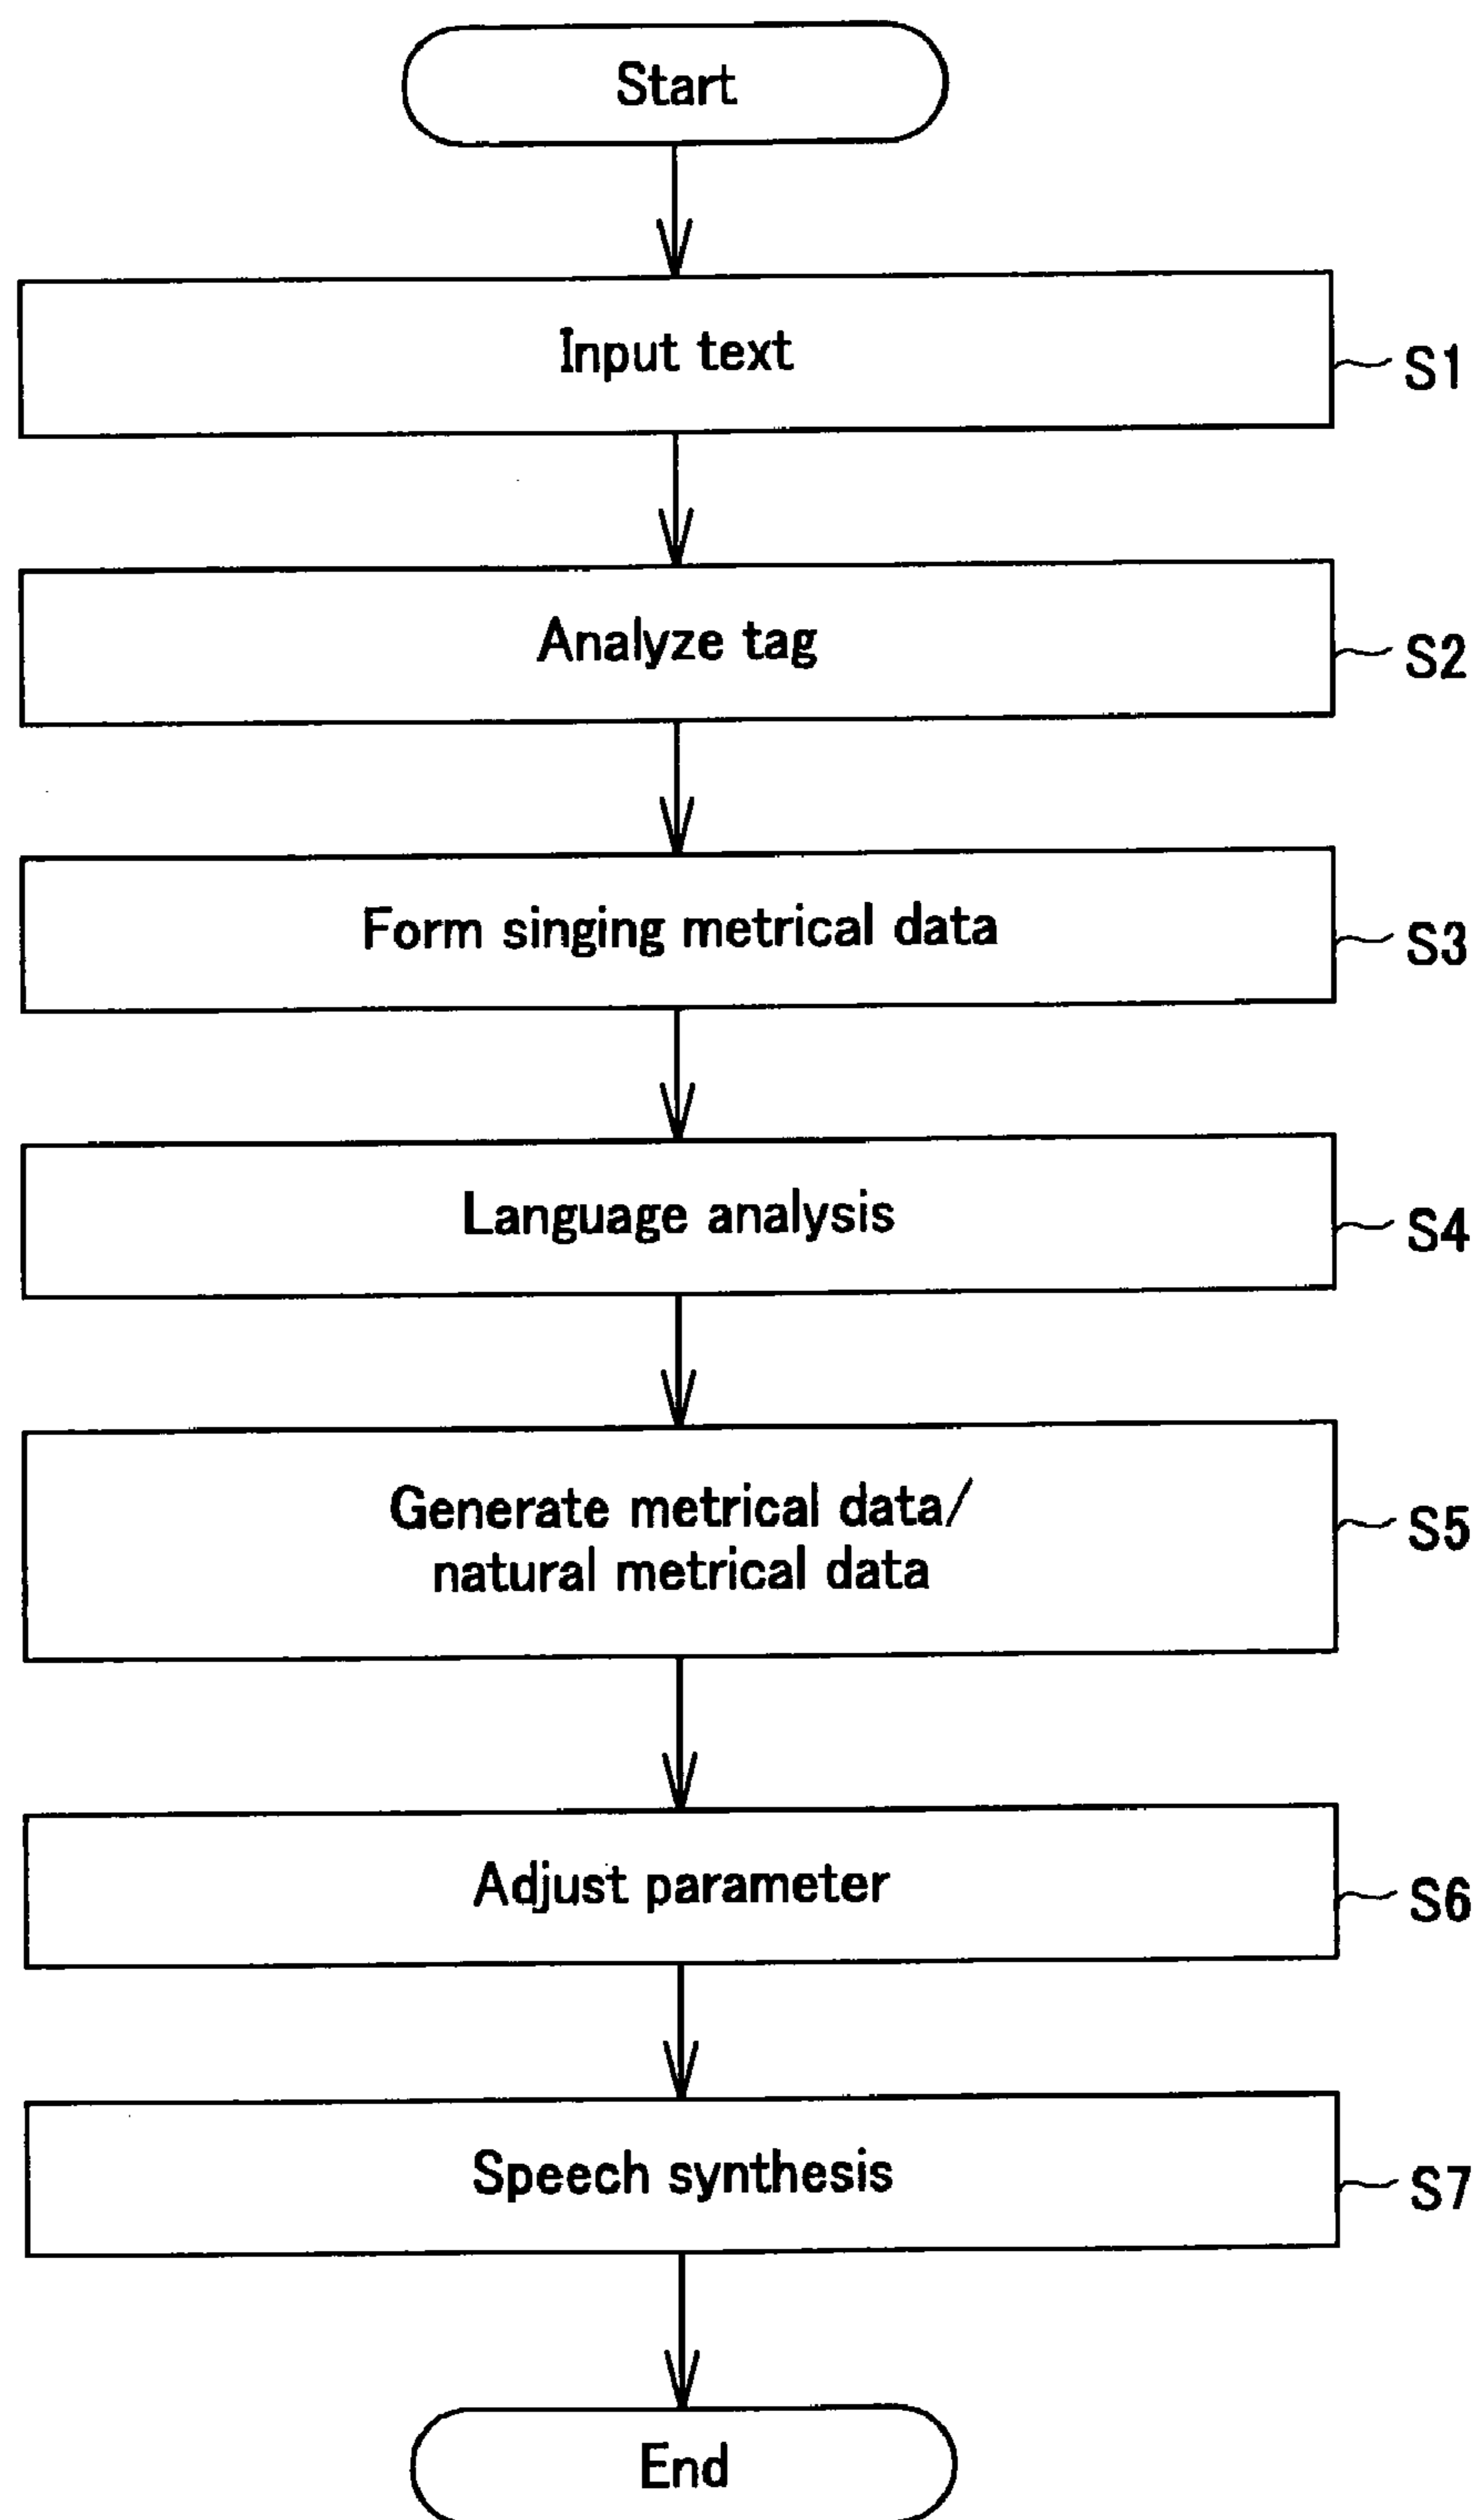 Start
Input text
S1
Analyze tag
S2
Form singing metrical data
S3
Language analysis
S4
Generate metrical data/
natural metrical data
S5
Adjust parameter
S6
Speech synthesis
S7
End